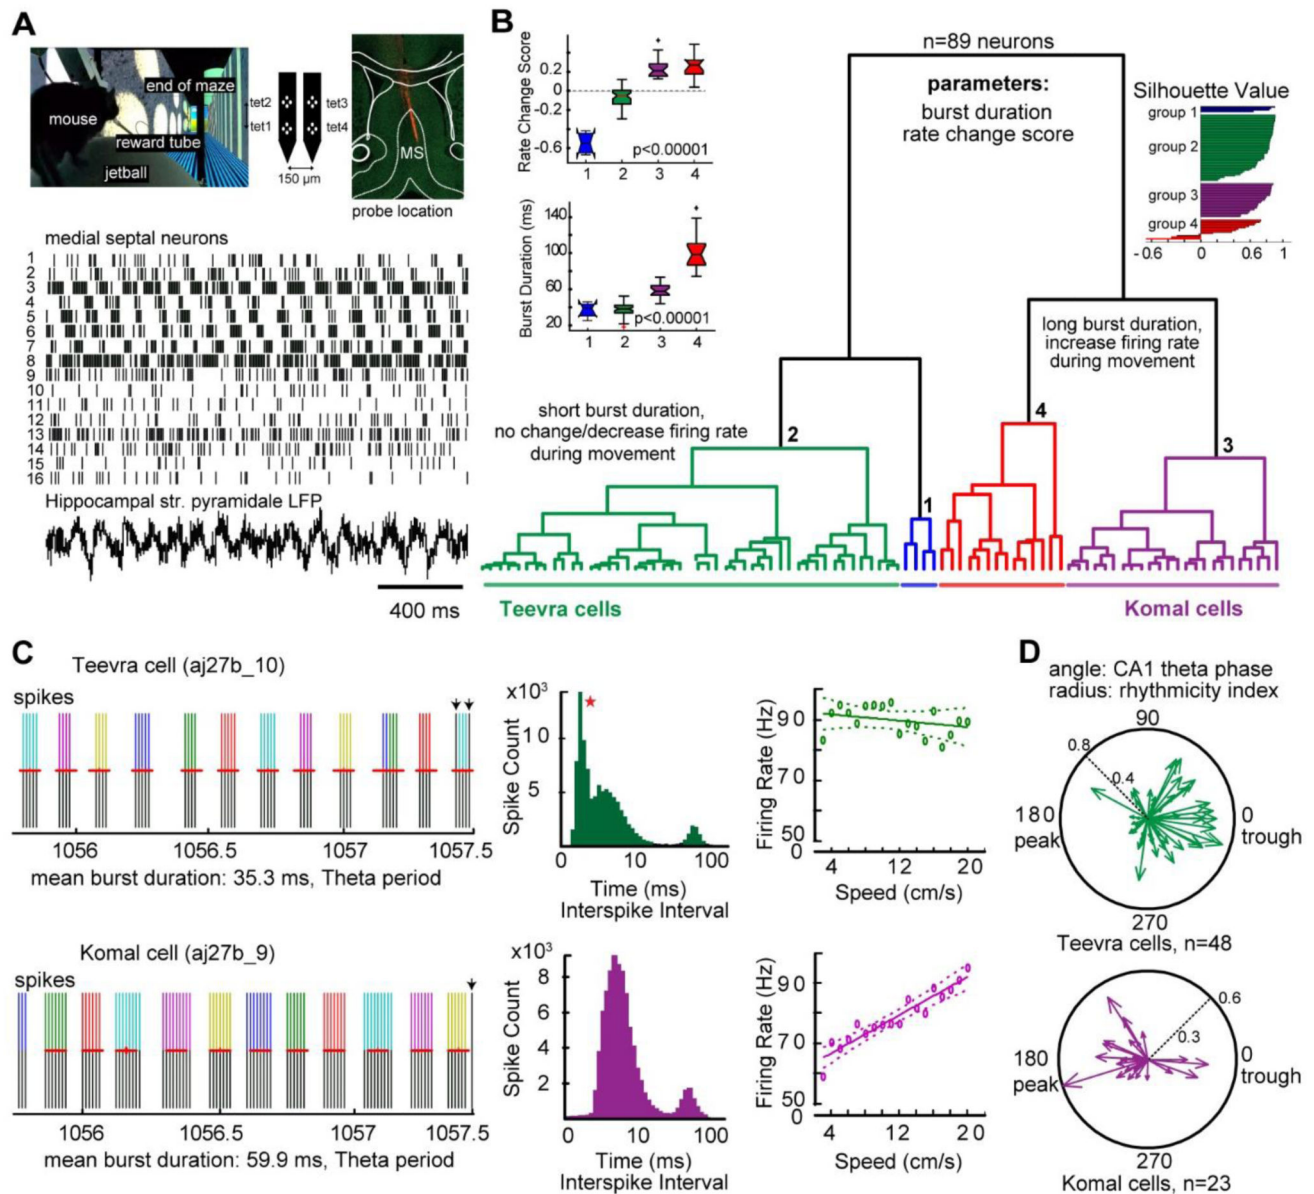 A
end of maze
mouse
reward tube
jetball
tet2
tet1
tet3
tet4
150 µm
MS
probe location
medial septal neurons
1
2
3
4
5
6
7
8
9
10
11
12
13
14
15
16
Hippocampal str. pyramidale LFP
400 ms
B
Rate Change Score
0.2
0
-0.2
-0.6
p<0.00001
1 2 3 4
Burst Duration (ms)
140
100
60
20
p<0.00001
1 2 3 4
n=89 neurons
parameters:
burst duration
rate change score
Silhouette Value
group 1
group 2
group 3
group 4
-0.6 0 0.6 1
long burst duration,
increase firing rate
during movement
short burst duration,
no change/decrease firing rate
during movement
2
1
4
3
Teevra cells
Komal cells
C
Teevra cell (aj27b_10)
spikes
1056 1056.5 1057 1057.5
mean burst duration: 35.3 ms, Theta period
x10³
Spike Count
10
5
0 10 100
Time (ms)
Interspike Interval
Firing Rate (Hz)
90
70
50
0
4 12 20
Speed (cm/s)
Komal cell (aj27b_9)
spikes
1056 1056.5 1057 1057.5
mean burst duration: 59.9 ms, Theta period
x10³
Spike Count
8
6
4
2
0 10 100
Time (ms)
Interspike Interval
Firing Rate (Hz)
90
70
50
0
4 12 20
Speed (cm/s)
D
angle: CA1 theta phase
radius: rhythmicity index
90
0.8
0.4
180
peak
0
trough
270
Teevra cells, n=48
0.6
0.3
180
peak
0
trough
270
Komal cells, n=23